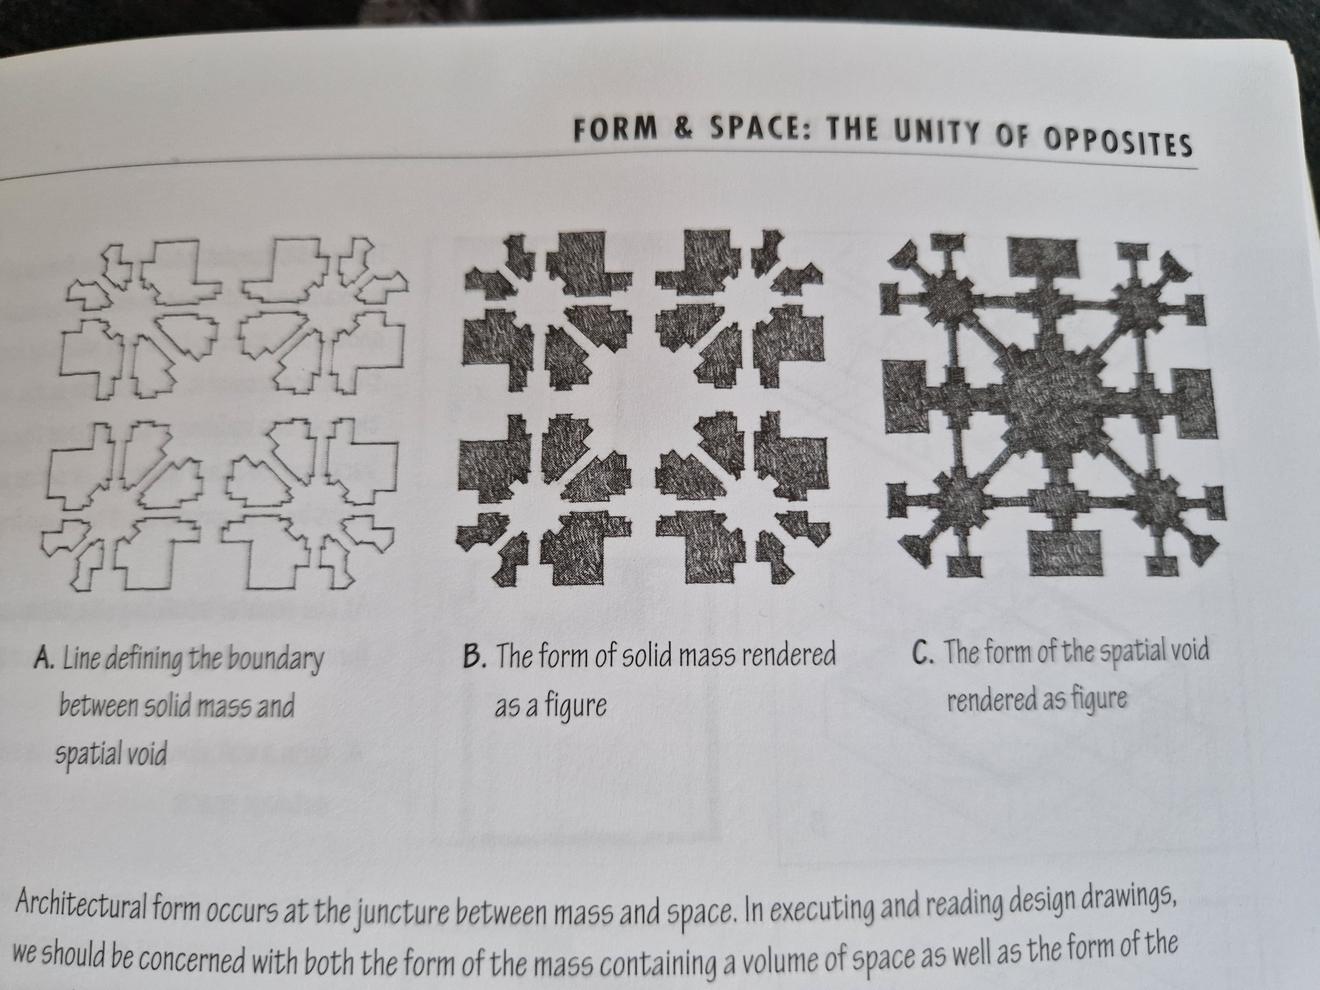 FORM & SPACE: THE UNITY OF OPPOSITES
A. Line defining the boundary
between solid mass and
spatial void
B. The form of solid mass rendered
as a figure
C. The form of the spatial void
rendered as figure
Architectural form occurs at the juncture between mass and space. In executing and reading design drawings,
we should be concerned with both the form of the mass containing a volume of space as well as the form of the